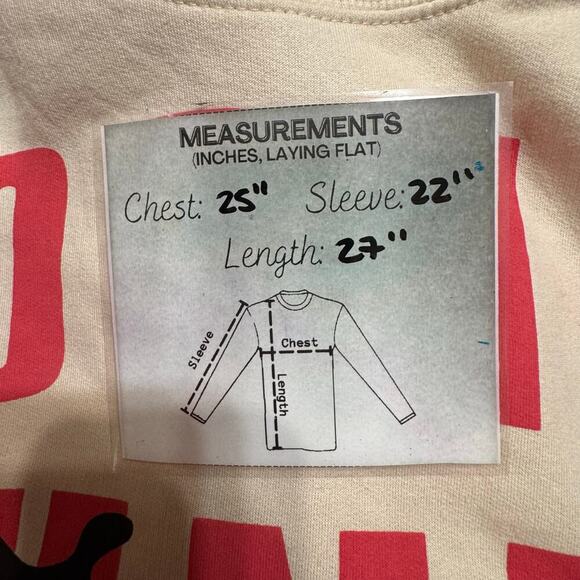 MEASUREMENTS
(INCHES, LAYING FLAT)
Chest: 25" Sleeve: 22"
Length: 27"
Sleeve
Chest
Length